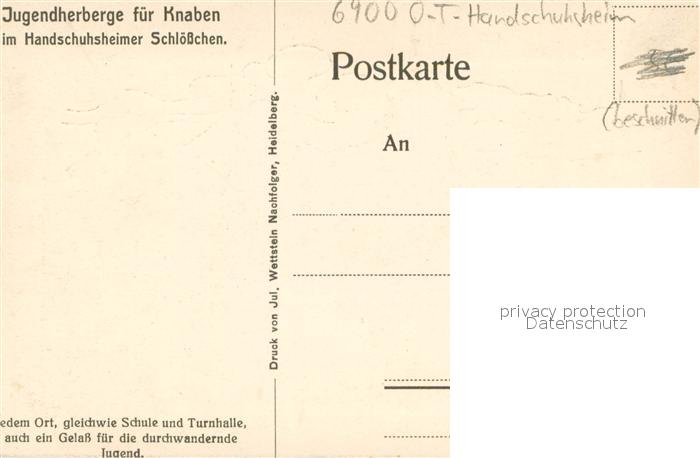 Jugendherberge für Knaben
im Handschuhsheimer Schlößchen.
6900 O-T-Handschuhsheim
Postkarte
(beschnitten)
An
Druck von Jul. Wettstein Nachfolger, Heidelberg.
privacy protection
Datenschutz
edem Ort, gleichwie Schule und Turnhalle,
auch ein Gelaß für die durchwandernde
Jugend.